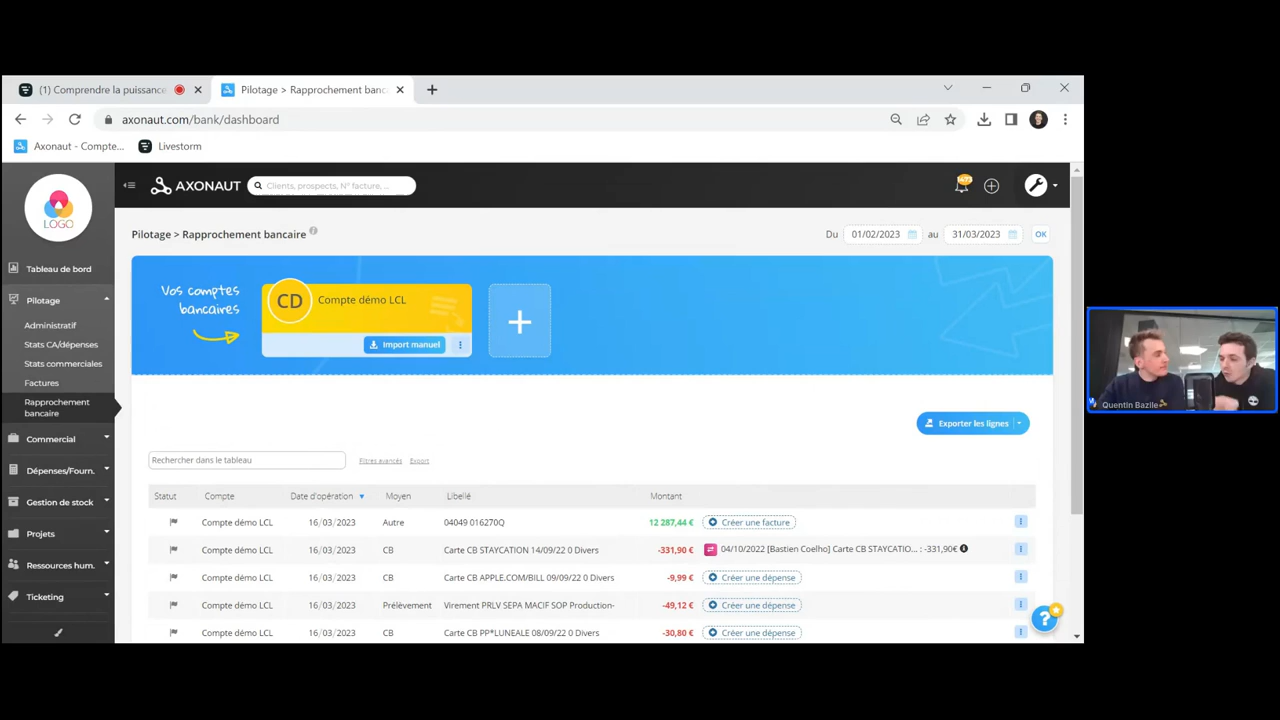 (1) Comprendre la puissance
Pilotage > Rapprochement banc
axonaut.com/bank/dashboard
Axonaut - Compte...
Livestorm
LOGO
AXONAUT
Clients, prospects, N° facture, ...
1473
Tableau de bord
Pilotage
Administratif
Stats CA/dépenses
Stats commerciales
Factures
Rapprochement
bancaire
Commercial
Dépenses/Fourn.
Gestion de stock
Projets
Ressources hum.
Ticketing
Pilotage > Rapprochement bancaire
Du 01/02/2023 au 31/03/2023 OK
Vos comptes
bancaires
CD
Compte démo LCL
Import manuel
Exporter les lignes
Rechercher dans le tableau
Filtres avancés
Export
Statut Compte Date d'opération Moyen Libellé Montant
Compte démo LCL 16/03/2023 Autre 04049 016270Q 12 287,44 € Créer une facture
Compte démo LCL 16/03/2023 CB Carte CB STAYCATION 14/09/22 0 Divers -331,90 € 04/10/2022 [Bastien Coelho] Carte CB STAYCATIO... : -331,90€
Compte démo LCL 16/03/2023 CB Carte CB APPLE.COM/BILL 09/09/22 0 Divers -9,99 € Créer une dépense
Compte démo LCL 16/03/2023 Prélèvement Virement PRLV SEPA MACIF SOP Production- -49,12 € Créer une dépense
Compte démo LCL 16/03/2023 CB Carte CB PP*LUNEALE 08/09/22 0 Divers -30,80 € Créer une dépense
Quentin Bazile